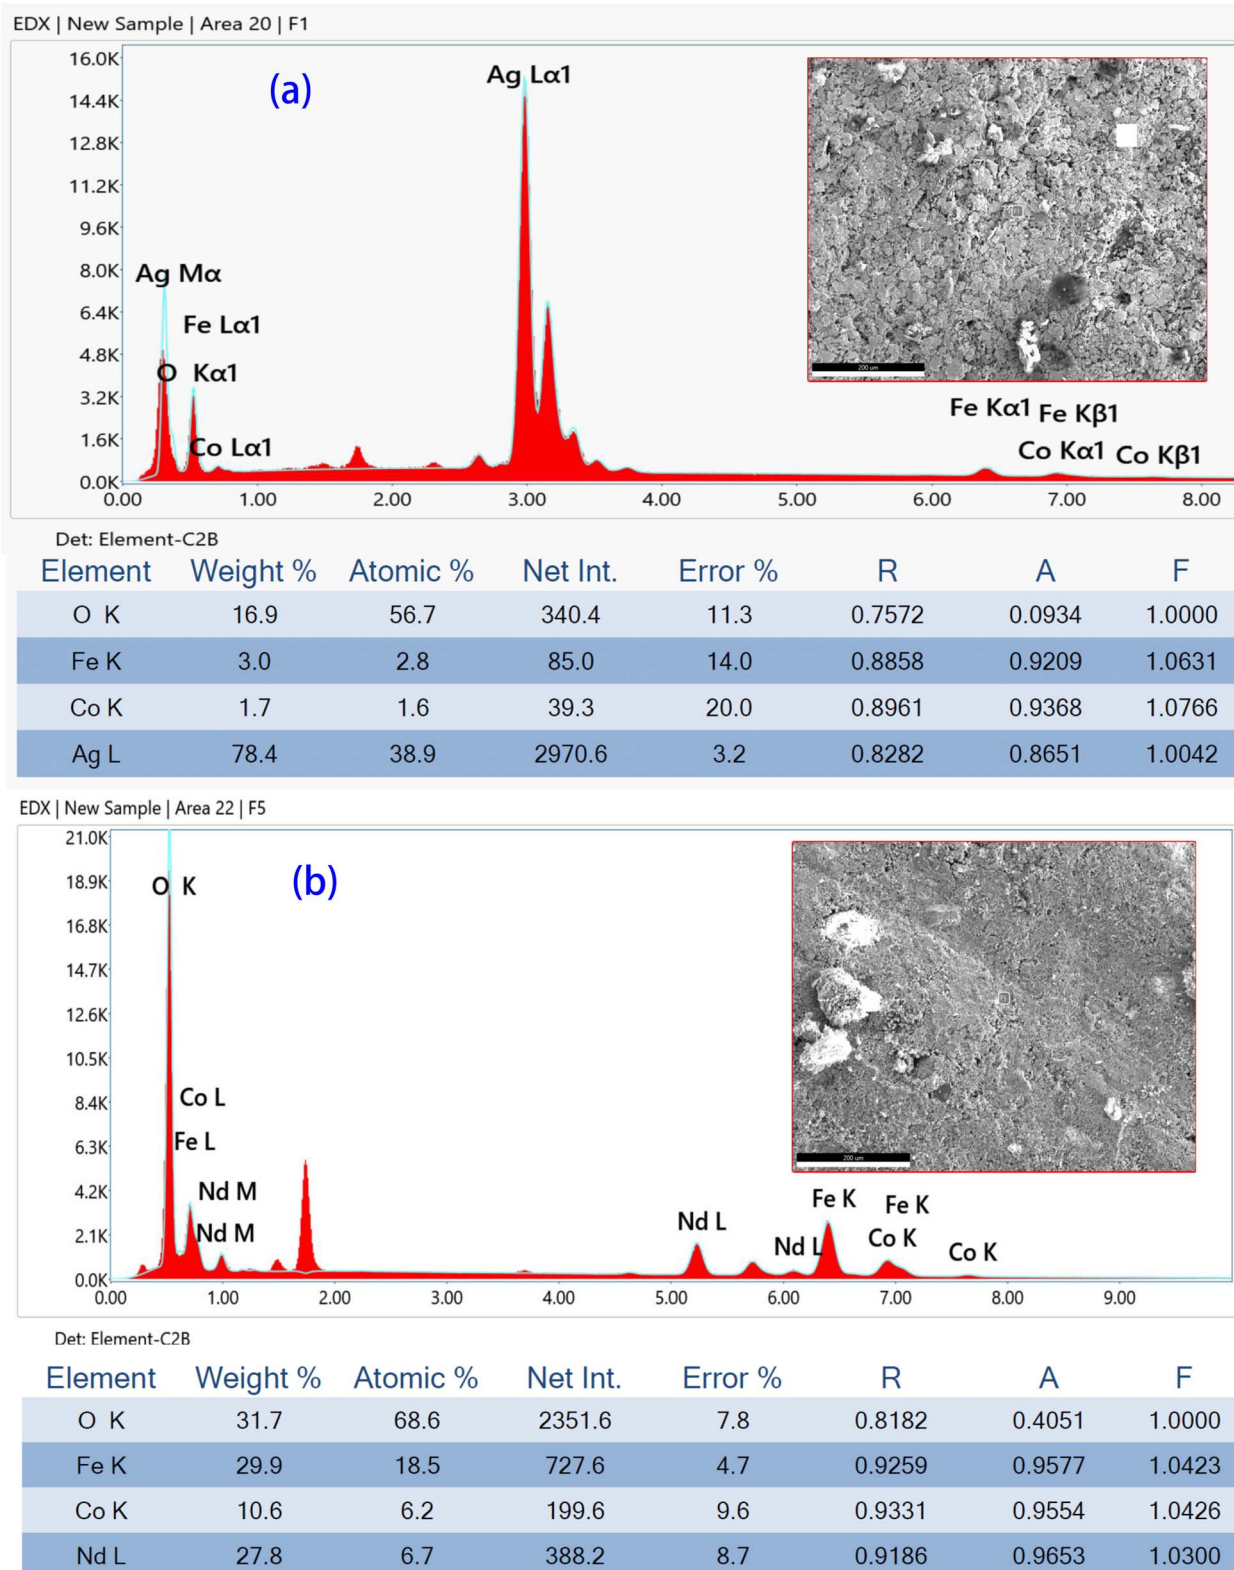 EDX | New Sample | Area 20 | F1
(a)
16.0K
14.4K
12.8K
11.2K
9.6K
8.0K
6.4K
4.8K
3.2K
1.6K
0.0K
Ag Lα1
Ag Mα
Fe Lα1
O Kα1
Co Lα1
200 um
Fe Kα1 Fe Kβ1
Co Kα1 Co Kβ1
0.00 1.00 2.00 3.00 4.00 5.00 6.00 7.00 8.00
Det: Element-C2B
Element Weight % Atomic % Net Int. Error % R A F
O K 16.9 56.7 340.4 11.3 0.7572 0.0934 1.0000
Fe K 3.0 2.8 85.0 14.0 0.8858 0.9209 1.0631
Co K 1.7 1.6 39.3 20.0 0.8961 0.9368 1.0766
Ag L 78.4 38.9 2970.6 3.2 0.8282 0.8651 1.0042
EDX | New Sample | Area 22 | F5
(b)
21.0K
18.9K
16.8K
14.7K
12.6K
10.5K
8.4K
6.3K
4.2K
2.1K
0.0K
O K
Co L
Fe L
Nd M
Nd M
200 um
Nd L
Nd L
Fe K
Fe K
Co K
Co K
0.00 1.00 2.00 3.00 4.00 5.00 6.00 7.00 8.00 9.00
Det: Element-C2B
Element Weight % Atomic % Net Int. Error % R A F
O K 31.7 68.6 2351.6 7.8 0.8182 0.4051 1.0000
Fe K 29.9 18.5 727.6 4.7 0.9259 0.9577 1.0423
Co K 10.6 6.2 199.6 9.6 0.9331 0.9554 1.0426
Nd L 27.8 6.7 388.2 8.7 0.9186 0.9653 1.0300